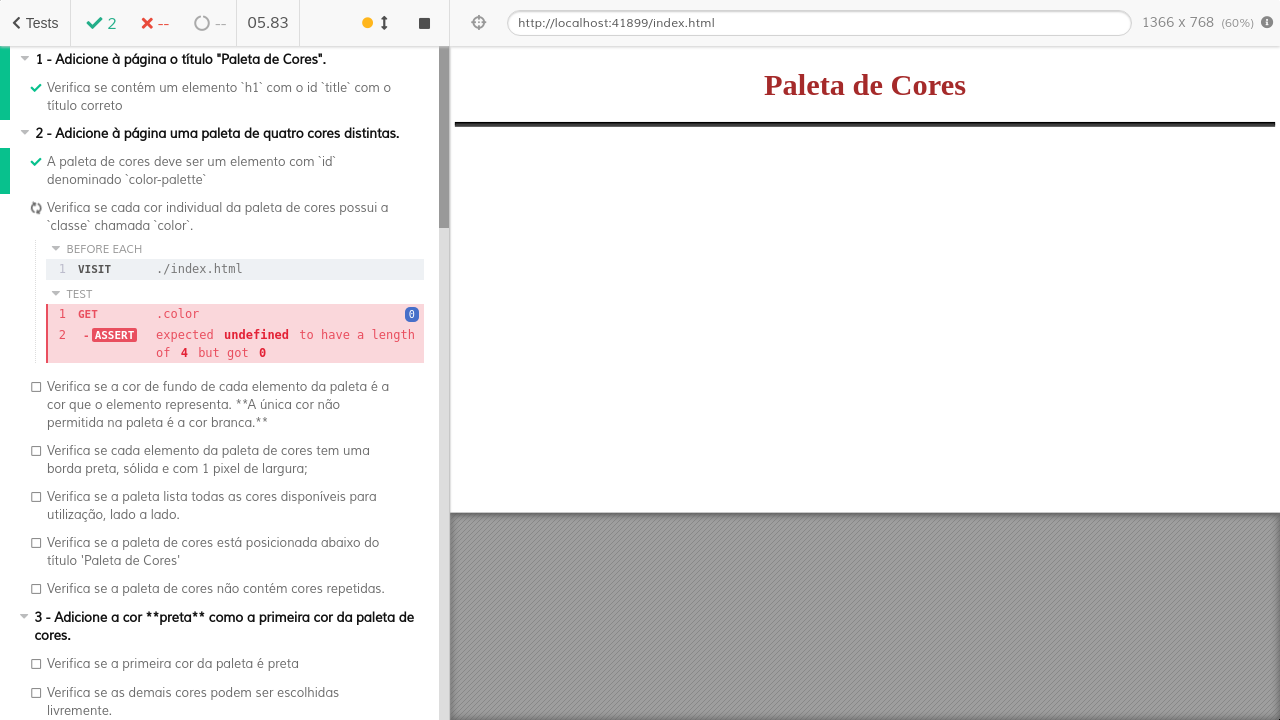 Tests
2
--
--
05.83
http://localhost:41899/index.html
1366 x 768 (60%)
1 - Adicione à página o título "Paleta de Cores".
Verifica se contém um elemento `h1` com o id `title` com o
título correto
2 - Adicione à página uma paleta de quatro cores distintas.
A paleta de cores deve ser um elemento com `id`
denominado `color-palette`
Verifica se cada cor individual da paleta de cores possui a
`classe` chamada `color`.
BEFORE EACH
1 VISIT ./index.html
TEST
1 GET .color 0
2 -ASSERT expected undefined to have a length
of 4 but got 0
Verifica se a cor de fundo de cada elemento da paleta é a
cor que o elemento representa. **A única cor não
permitida na paleta é a cor branca.**
Verifica se cada elemento da paleta de cores tem uma
borda preta, sólida e com 1 pixel de largura;
Verifica se a paleta lista todas as cores disponíveis para
utilização, lado a lado.
Verifica se a paleta de cores está posicionada abaixo do
título 'Paleta de Cores'
Verifica se a paleta de cores não contém cores repetidas.
3 - Adicione a cor **preta** como a primeira cor da paleta de
cores.
Verifica se a primeira cor da paleta é preta
Verifica se as demais cores podem ser escolhidas
livremente.
Paleta de Cores